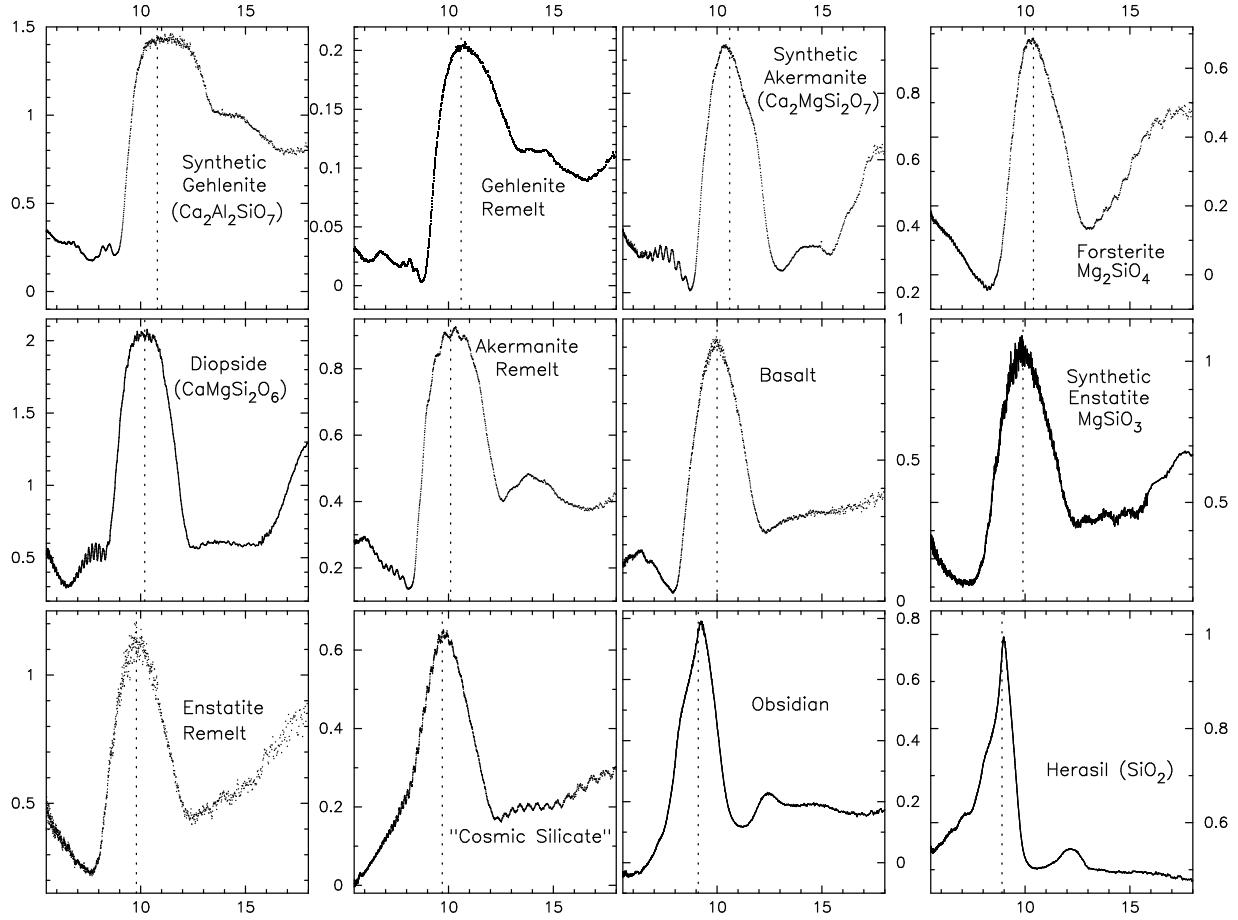 10 15 10 15 10 15 10 15
1.5
1
0.5
0
Synthetic
Gehlenite
(Ca2Al2SiO7)
0.2
0.15
0.1
0.05
0
Gehlenite
Remelt
0.8
0.6
0.4
0.2
Synthetic
Akermanite
(Ca2MgSi2O7)
0.6
0.4
0.2
0
Forsterite
Mg2SiO4
2
1.5
1
0.5
Diopside
(CaMgSi2O6)
0.8
0.6
0.4
0.2
Akermanite
Remelt
1
0.5
0
Basalt
1
0.5
Synthetic
Enstatite
MgSiO3
1
0.5
Enstatite
Remelt
0.6
0.4
0.2
0
"Cosmic Silicate"
0.8
0.6
0.4
0.2
0
Obsidian
1
0.8
0.6
Herasil (SiO2)
10 15 10 15 10 15 10 15